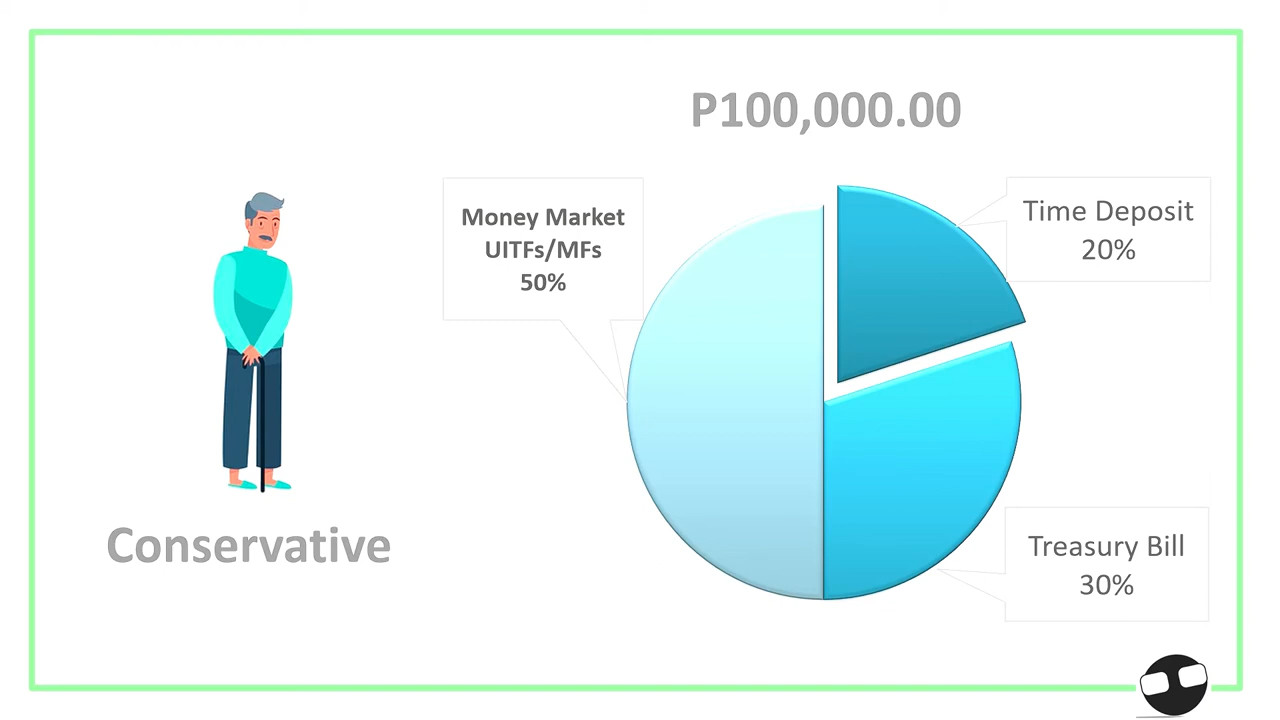 P100,000.00
Money Market
UITFs/MFs
50%
Time Deposit
20%
Treasury Bill
30%
Conservative